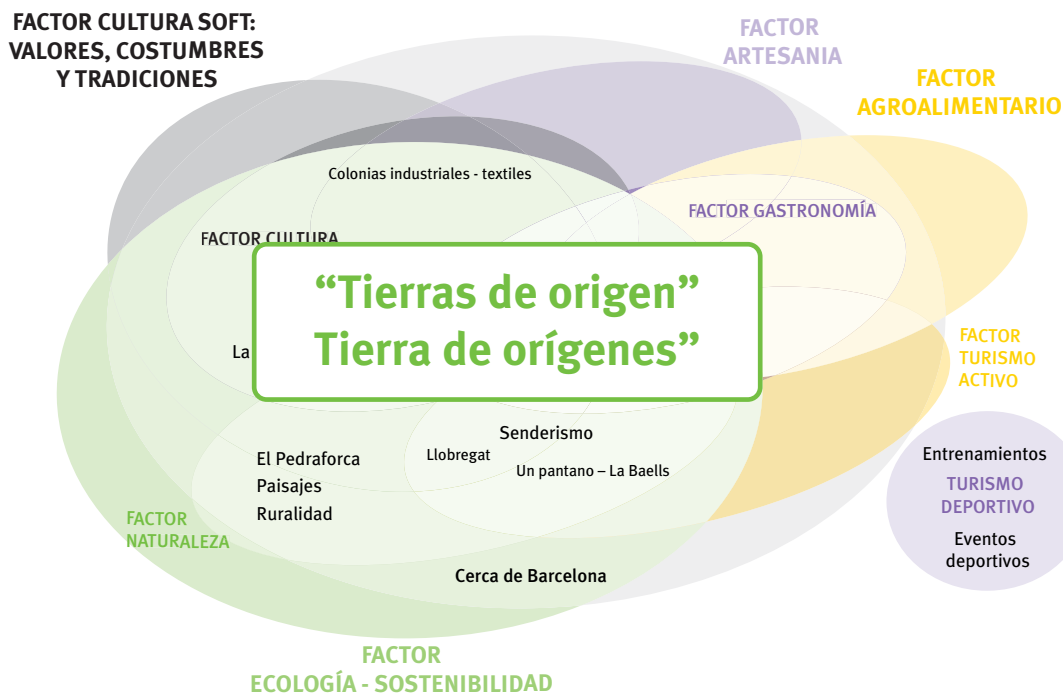 FACTOR CULTURA SOFT:
VALORES, COSTUMBRES
Y TRADICIONES
FACTOR
ARTESANIA
FACTOR
AGROALIMENTARIO
Colonias industriales - textiles
FACTOR GASTRONOMÍA
FACTOR CULTURA
“Tierras de origen”
Tierra de orígenes”
La
FACTOR
TURISMO
ACTIVO
Senderismo
Llobregat
Un pantano – La Baells
El Pedraforca
Paisajes
Ruralidad
FACTOR
NATURALEZA
Entrenamientos
TURISMO
DEPORTIVO
Eventos
deportivos
Cerca de Barcelona
FACTOR
ECOLOGÍA - SOSTENIBILIDAD